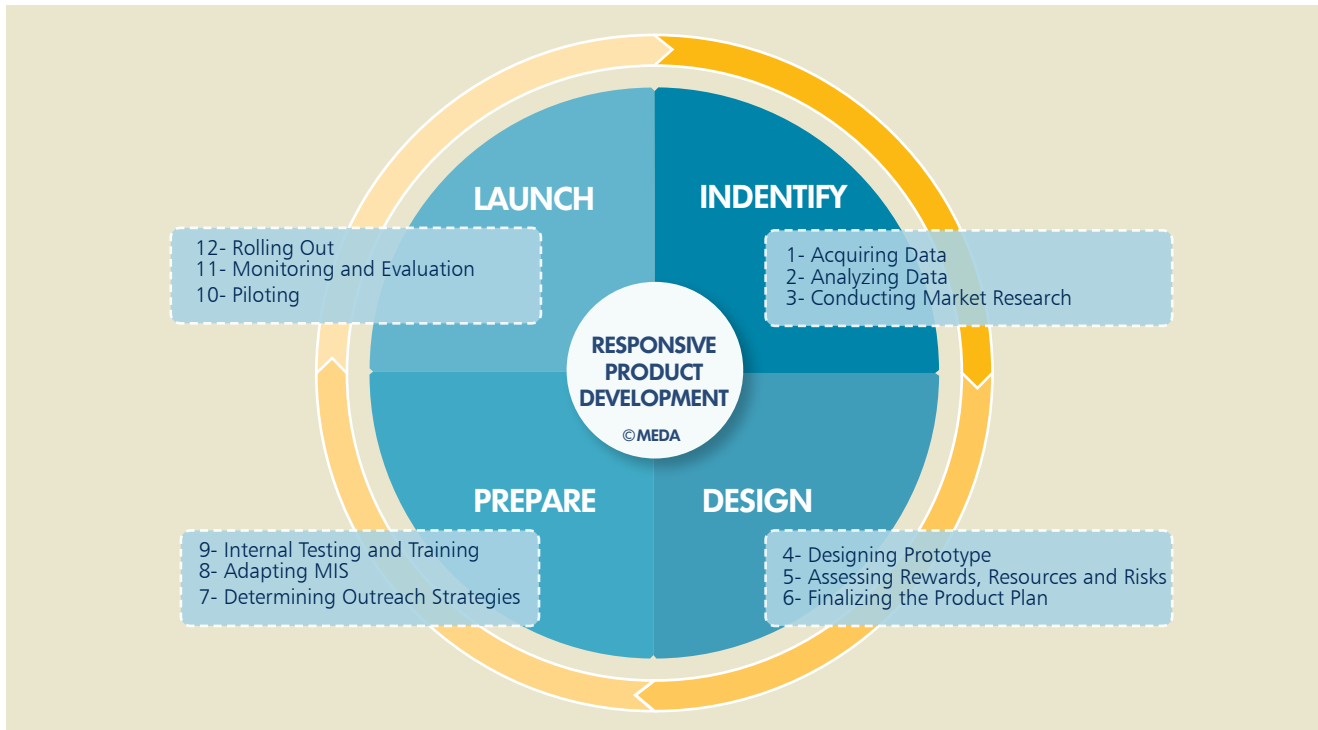 LAUNCH
INDENTIFY
12- Rolling Out
11- Monitoring and Evaluation
10- Piloting
1- Acquiring Data
2- Analyzing Data
3- Conducting Market Research
RESPONSIVE
PRODUCT
DEVELOPMENT
©MEDA
PREPARE
DESIGN
9- Internal Testing and Training
8- Adapting MIS
7- Determining Outreach Strategies
4- Designing Prototype
5- Assessing Rewards, Resources and Risks
6- Finalizing the Product Plan